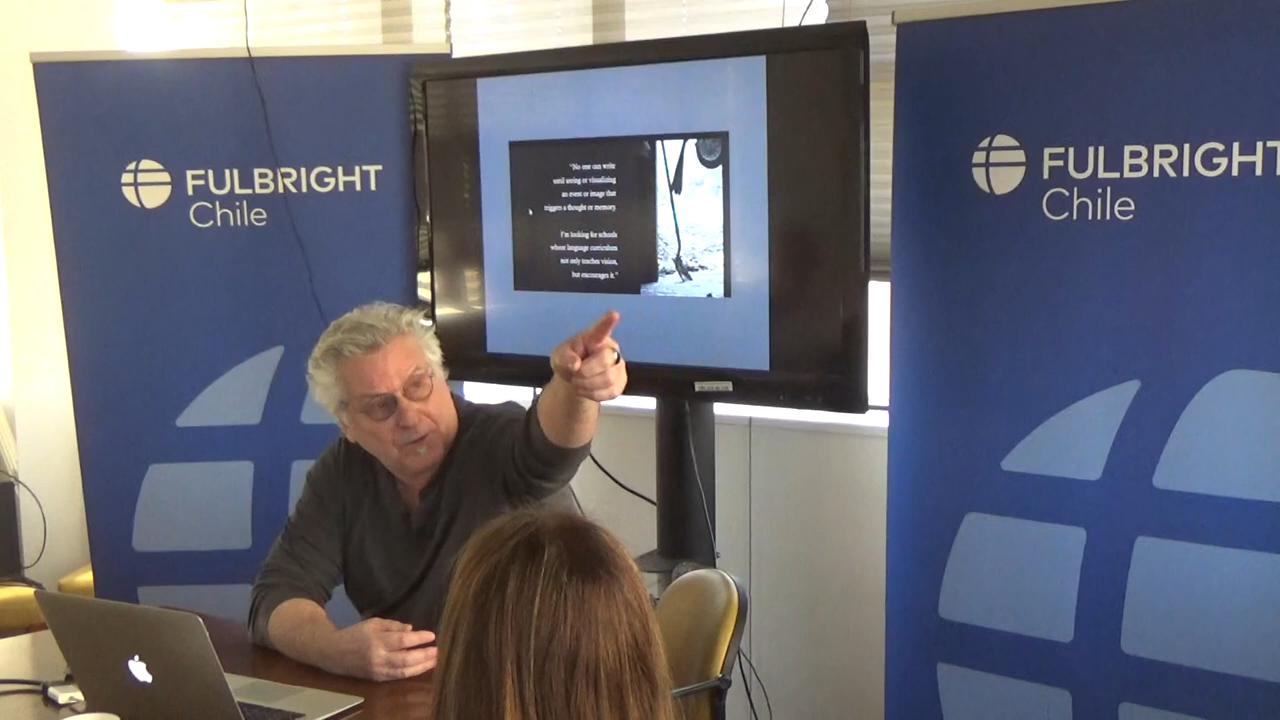 FULBRIGHT
Chile
"No one can write
until seeing or visualizing
an event or image that
triggers a thought or memory.
I'm looking for schools
whose language curriculum
not only teaches vision,
but encourages it."
FULBRIGHT
Chile